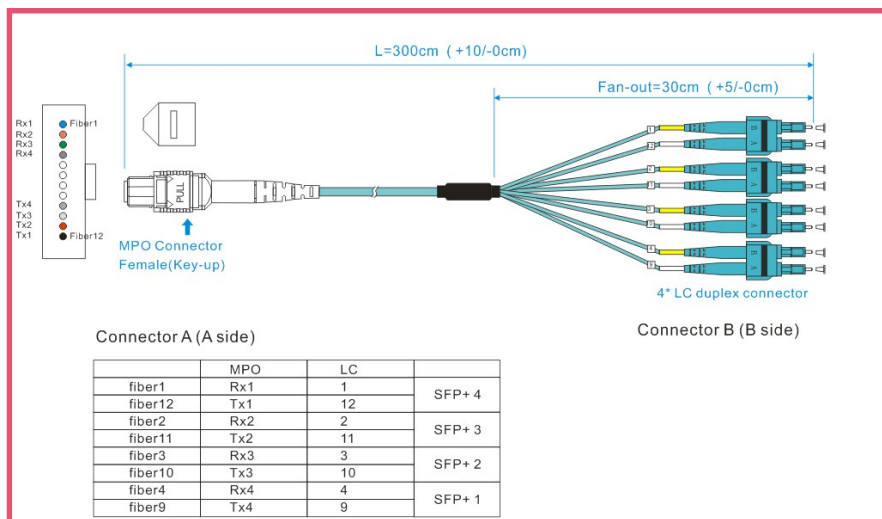 L=300cm ( +10/-0cm)
Fan-out=30cm ( +5/-0cm)
Rx1 Fiber1
Rx2
Rx3
Rx4
Tx4
Tx3
Tx2
Tx1 Fiber12
PULL
MPO Connector
Female(Key-up)
B
A
B
A
B
A
B
A
4* LC duplex connector
Connector A (A side)
Connector B (B side)
MPO LC
fiber1 Rx1 1 SFP+ 4
fiber12 Tx1 12
fiber2 Rx2 2 SFP+ 3
fiber11 Tx2 11
fiber3 Rx3 3 SFP+ 2
fiber10 Tx3 10
fiber4 Rx4 4 SFP+ 1
fiber9 Tx4 9